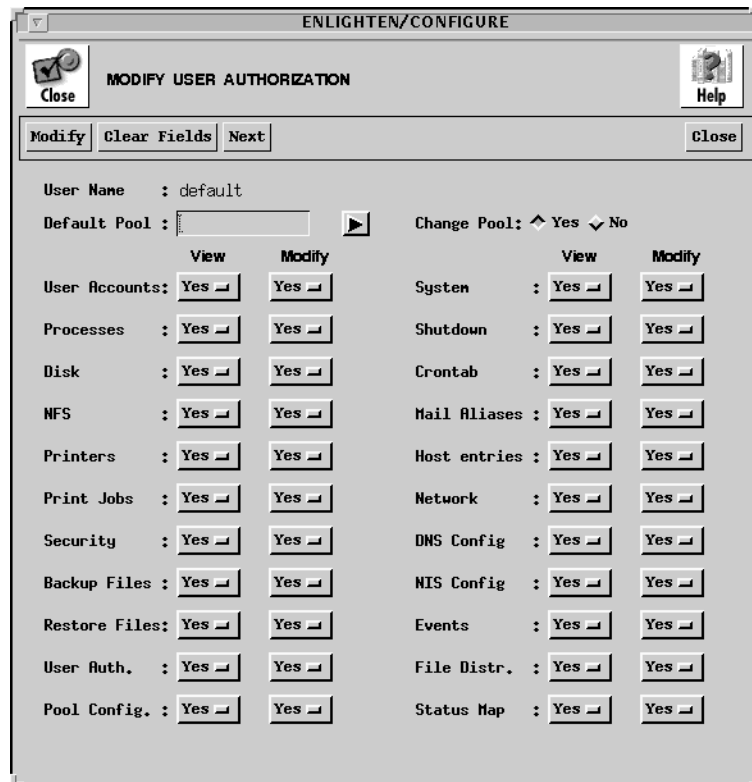 ENLIGHTEN/CONFIGURE
Close
MODIFY USER AUTHORIZATION
Help
Modify Clear Fields Next Close
User Name : default
Default Pool : Change Pool: Yes No
View Modify View Modify
User Accounts: Yes Yes System : Yes Yes
Processes : Yes Yes Shutdown : Yes Yes
Disk : Yes Yes Crontab : Yes Yes
NFS : Yes Yes Mail Aliases : Yes Yes
Printers : Yes Yes Host entries : Yes Yes
Print Jobs : Yes Yes Network : Yes Yes
Security : Yes Yes DNS Config : Yes Yes
Backup Files : Yes Yes NIS Config : Yes Yes
Restore Files: Yes Yes Events : Yes Yes
User Auth. : Yes Yes File Distr. : Yes Yes
Pool Config. : Yes Yes Status Map : Yes Yes